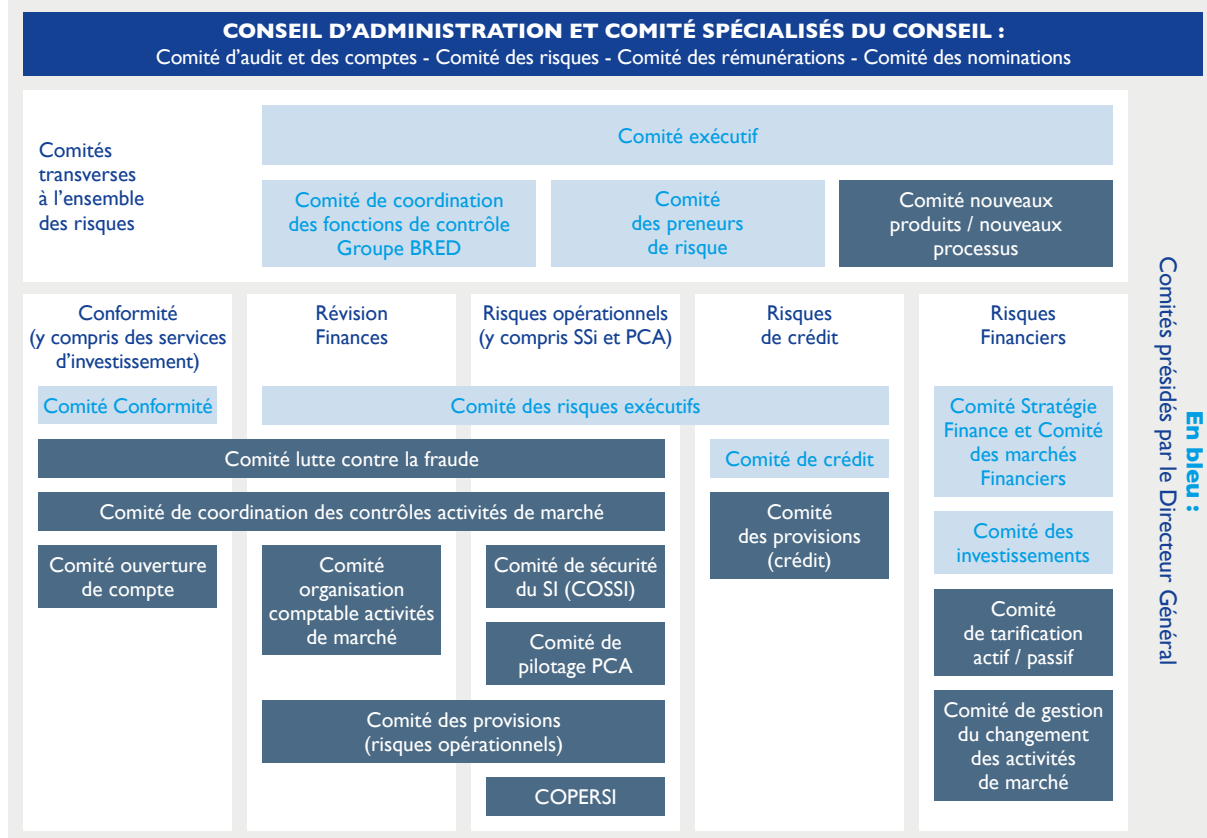 CONSEIL D'ADMINISTRATION ET COMITÉ SPÉCIALISÉS DU CONSEIL :
Comité d'audit et des comptes - Comité des risques - Comité des rémunérations - Comité des nominations
Comités
transverses
à l'ensemble
des risques
Comité exécutif
Comité de coordination
des fonctions de contrôle
Groupe BRED
Comité
des preneurs
de risque
Comité nouveaux
produits / nouveaux
processus
Conformité
(y compris des services
d'investissement)
Révision
Finances
Risques opérationnels
(y compris SSi et PCA)
Risques
de crédit
Risques
Financiers
Comité Conformité
Comité des risques exécutifs
Comité Stratégie
Finance et Comité
des marchés
Financiers
Comité lutte contre la fraude
Comité de crédit
Comité de coordination des contrôles activités de marché
Comité
des provisions
(crédit)
Comité des
investissements
Comité ouverture
de compte
Comité
organisation
comptable activités
de marché
Comité de sécurité
du SI (COSSI)
Comité
de tarification
actif / passif
Comité de
pilotage PCA
Comité des provisions
(risques opérationnels)
Comité de gestion
du changement
des activités
de marché
COPERSI
En bleu :
Comités présidés par le Directeur Général